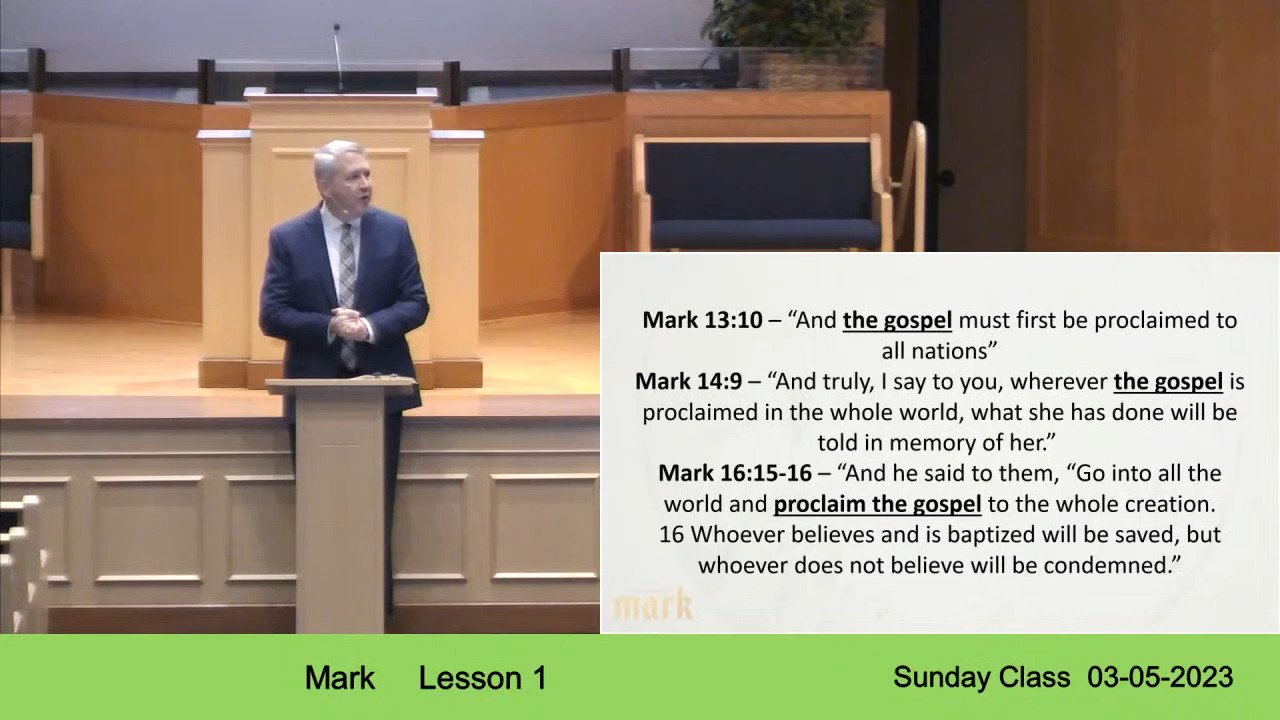 Mark 13:10 – “And the gospel must first be proclaimed to
all nations”
Mark 14:9 – “And truly, I say to you, wherever the gospel is
proclaimed in the whole world, what she has done will be
told in memory of her.”
Mark 16:15-16 – “And he said to them, “Go into all the
world and proclaim the gospel to the whole creation.
16 Whoever believes and is baptized will be saved, but
whoever does not believe will be condemned.”
mark
Mark Lesson 1
Sunday Class 03-05-2023